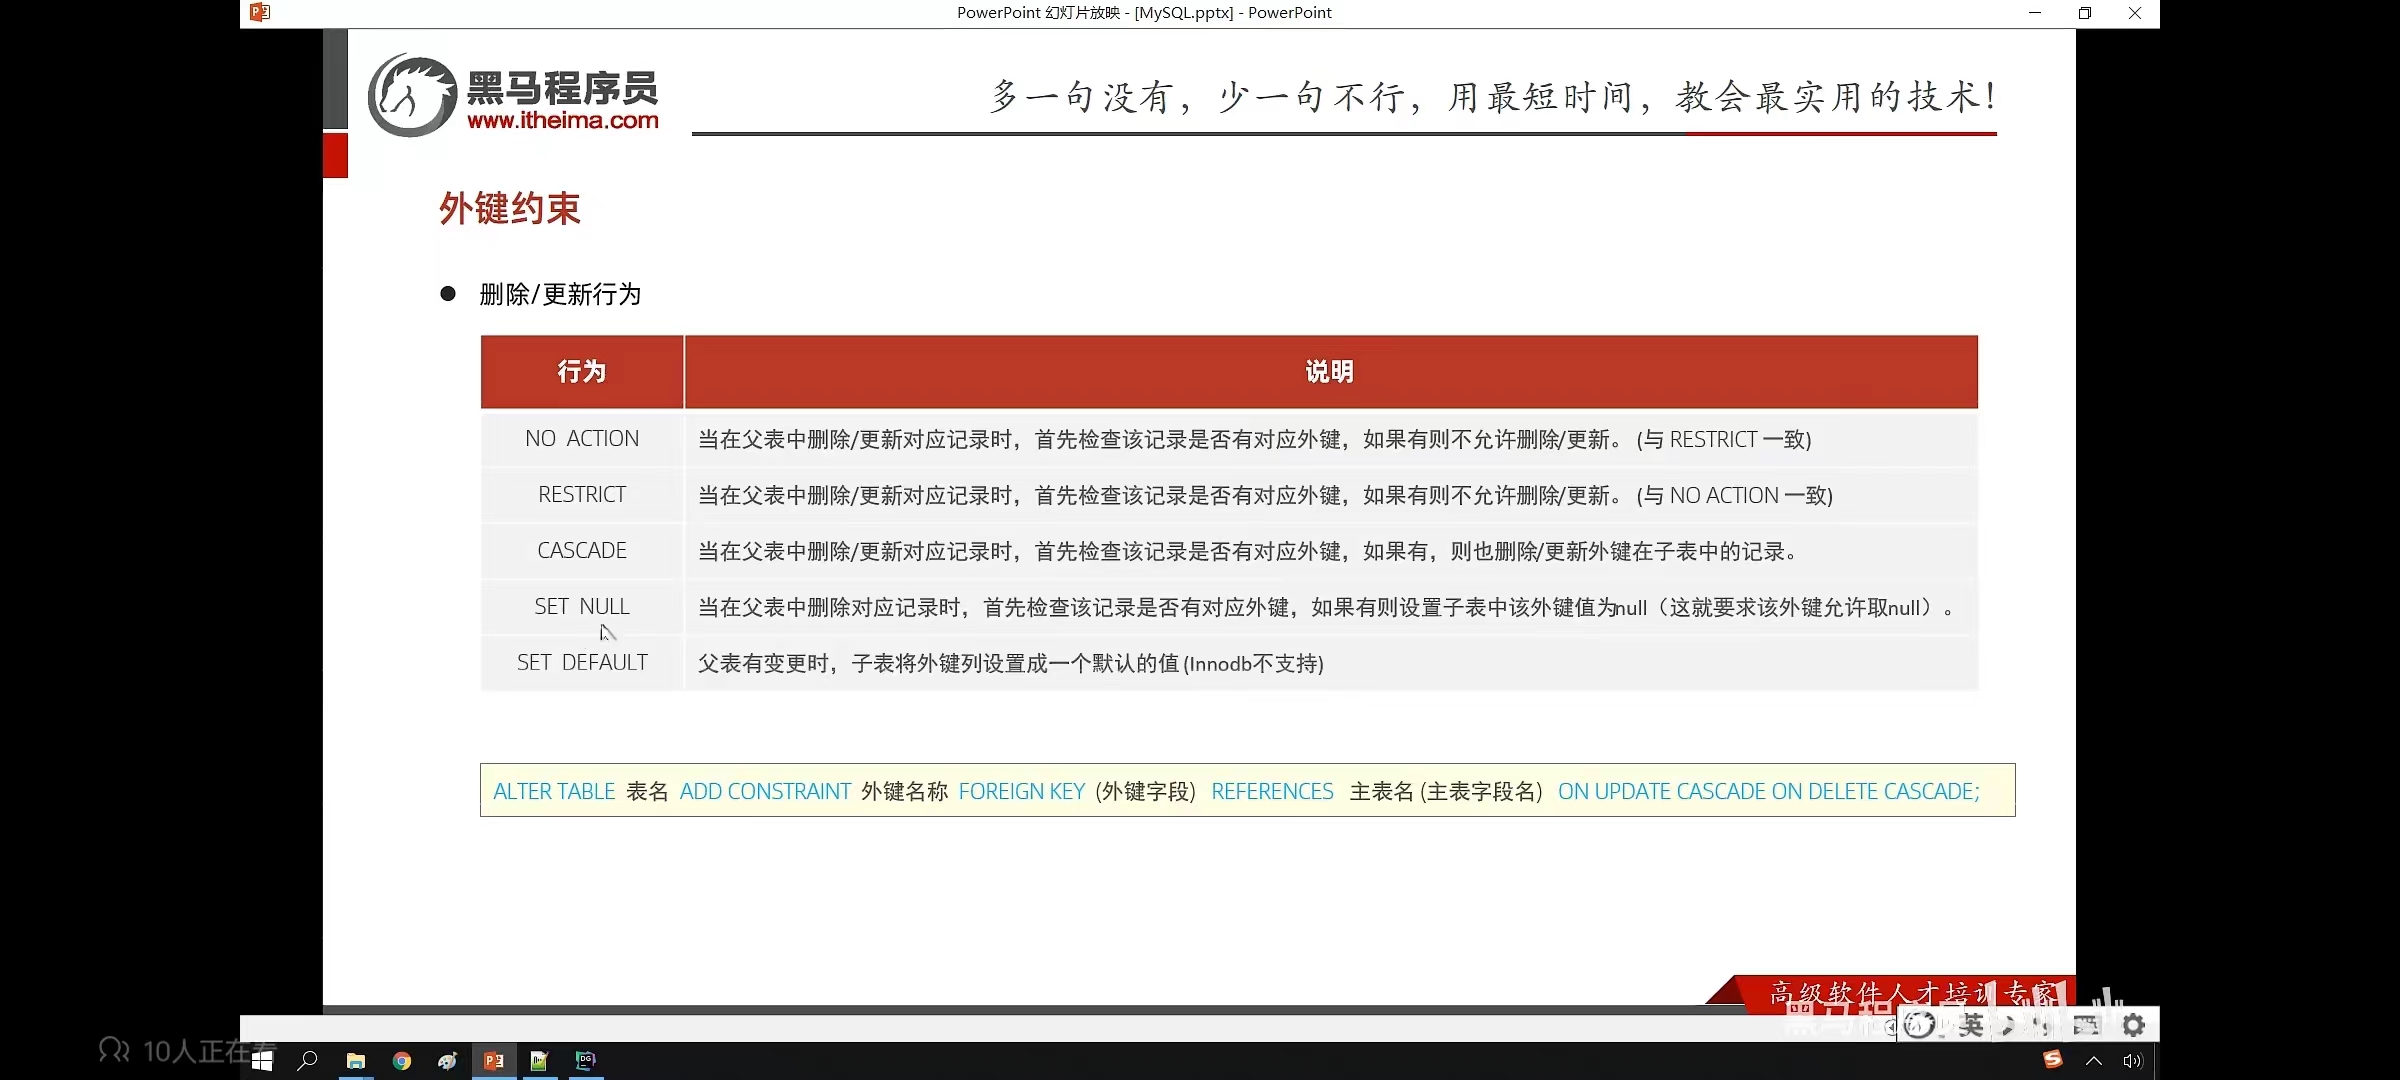 PowerPoint 幻灯片放映 - [MySQL.pptx] - PowerPoint
黑马程序员
www.itheima.com
多一句没有，少一句不行，用最短时间，教会最实用的技术！
外键约束
● 删除/更新行为
行为 说明
NO ACTION 当在父表中删除/更新对应记录时，首先检查该记录是否有对应外键，如果有则不允许删除/更新。 (与 RESTRICT 一致)
RESTRICT 当在父表中删除/更新对应记录时，首先检查该记录是否有对应外键，如果有则不允许删除/更新。 (与 NO ACTION 一致)
CASCADE 当在父表中删除/更新对应记录时，首先检查该记录是否有对应外键，如果有，则也删除/更新外键在子表中的记录。
SET NULL 当在父表中删除对应记录时，首先检查该记录是否有对应外键，如果有则设置子表中该外键值为null（这就要求该外键允许取null）。
SET DEFAULT 父表有变更时，子表将外键列设置成一个默认的值 (Innodb不支持)
ALTER TABLE 表名 ADD CONSTRAINT 外键名称 FOREIGN KEY (外键字段) REFERENCES 主表名 (主表字段名) ON UPDATE CASCADE ON DELETE CASCADE;
高级软件人才培训专家
英
10人正在看